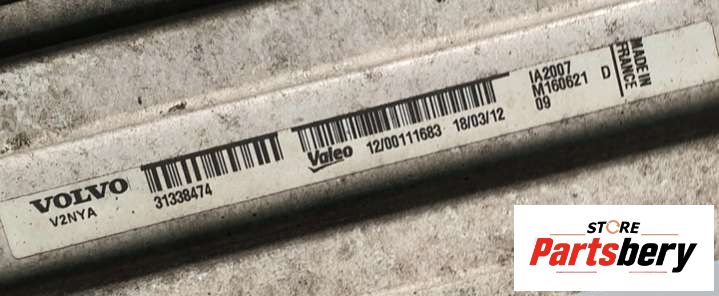 VOLVO
V2NYA
31338474
Valeo
12/00111683 18/03/12
IA2007
M160621 D
09
MADE IN
FRANCE
STORE
Partsbery